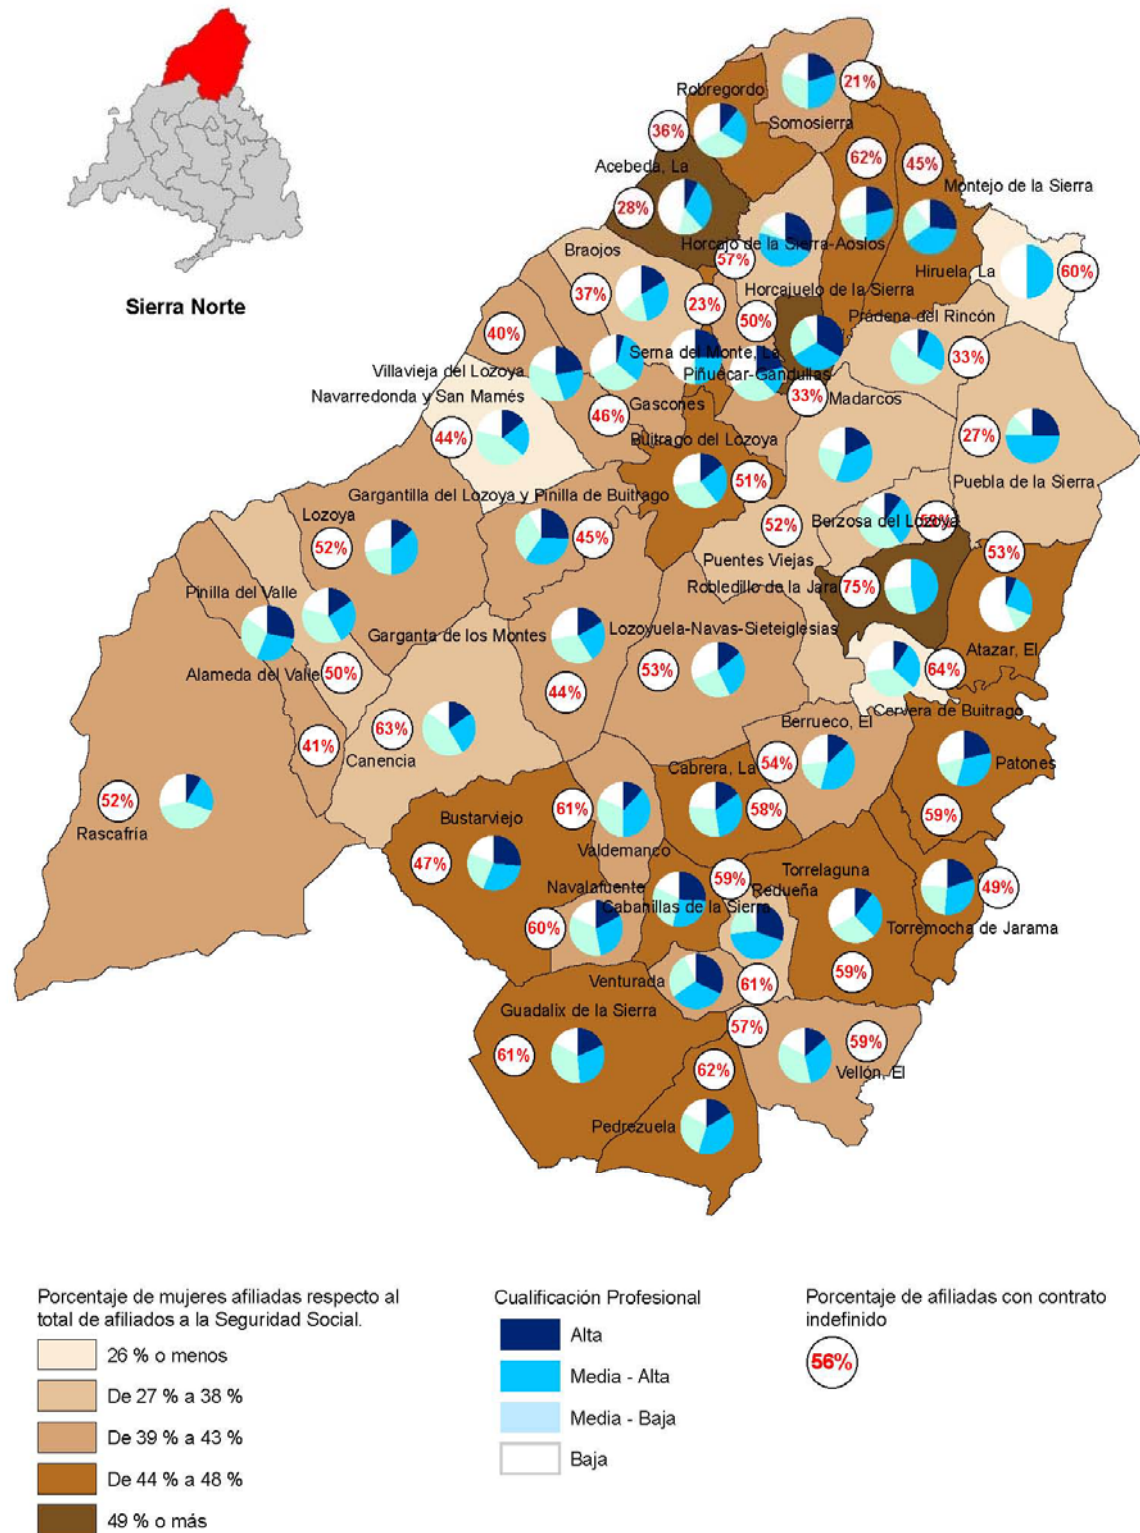 Sierra Norte
Robregordo
21%
Somosierra
36%
62%
45%
Acebeda, La
Montejo de la Sierra
28%
Horcajo de la Sierra-Aoslos
Braojos
57%
Hiruela, La
60%
37%
Horcajuelo de la Sierra
23%
50%
Prádena del Rincón
40%
Serna del Monte, La
33%
Villavieja del Lozoya
Piñuécar-Gandullas
Navarredonda y San Mamés
33%
Madarcos
46%
Gascones
44%
Buitrago del Lozoya
27%
51%
Puebla de la Sierra
Gargantilla del Lozoya y Pinilla de Buitrago
Lozoya
52%
45%
52%
Berzosa del Lozoya
53%
Puentes Viejas
Pinilla del Valle
Robledillo de la Jara
75%
Garganta de los Montes
Lozoyuela-Navas-Sieteiglesias
Atazar, El
Alameda del Valle
50%
53%
64%
44%
Cervera de Buitrago
63%
Berrueco, El
41%
Canencia
54%
Patones
Cabrera, La
52%
61%
58%
59%
Rascafría
Bustarviejo
47%
Valdemanco
Torrelaguna
59%
49%
Navalafuente
Redueña
Cabanillas de la Sierra
60%
Torremocha de Jarama
59%
Venturada
61%
Guadalix de la Sierra
57%
59%
61%
62%
Vellón, El
Pedrezuela
Porcentaje de mujeres afiliadas respecto al
total de afiliados a la Seguridad Social.
26 % o menos
De 27 % a 38 %
De 39 % a 43 %
De 44 % a 48 %
49 % o más
Cualificación Profesional
Alta
Media - Alta
Media - Baja
Baja
Porcentaje de afiliadas con contrato
indefinido
56%